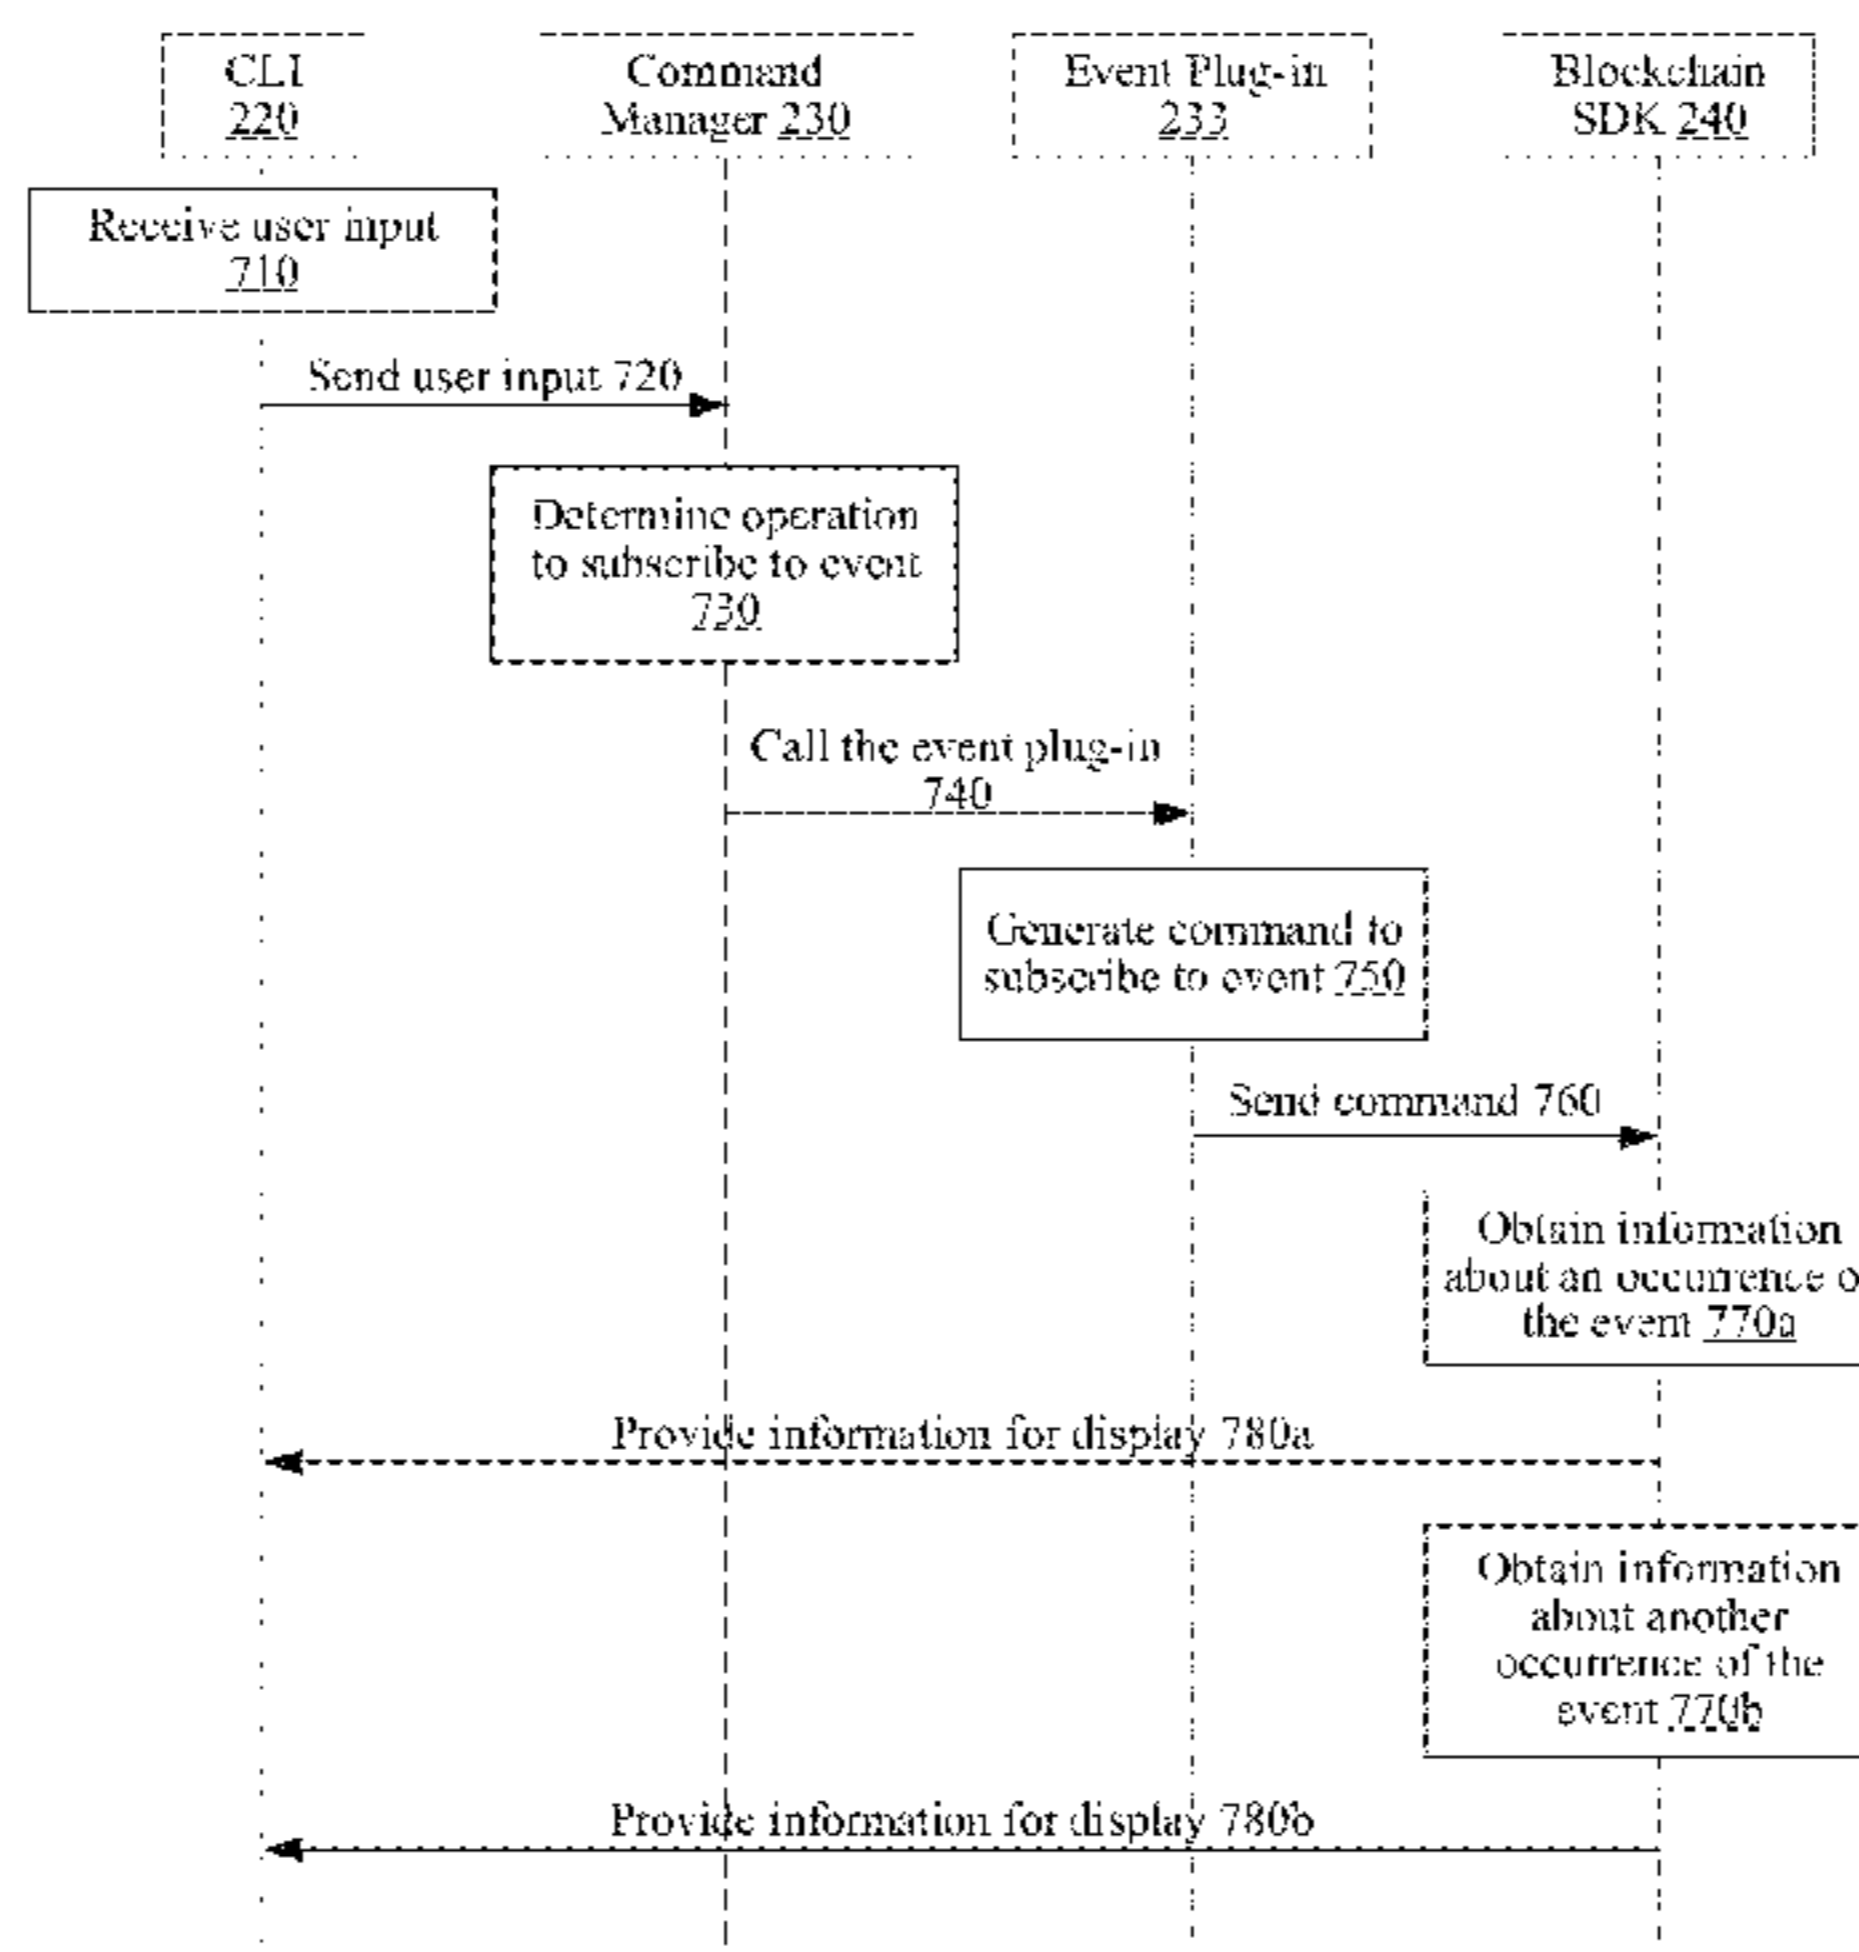 CLI
220
Command
Manager 230
Event Plug-in
233
Blockchain
SDK 240
Receive user input
710
Send user input 720
Determine operation
to subscribe to event
730
Call the event plug-in
740
Generate command to
subscribe to event 750
Send command 760
Obtain information
about an occurrence o
the event 770a
Provide information for display 780a
Obtain information
about another
occurrence of the
event 770b
Provide information for display 780b